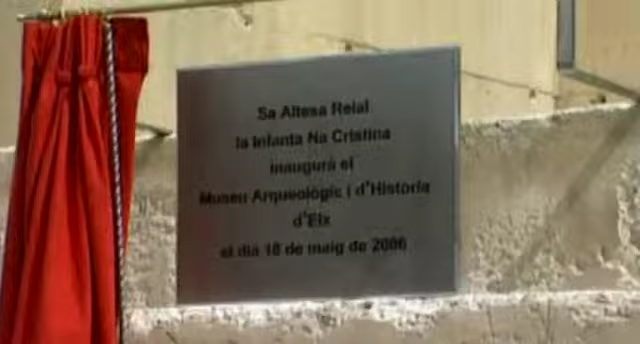 Sa Altesa Reial
la Infanta Na Cristina
inaugurà el
Museu Arqueològic i d'Història
d'Elx
el dia 18 de maig de 2006